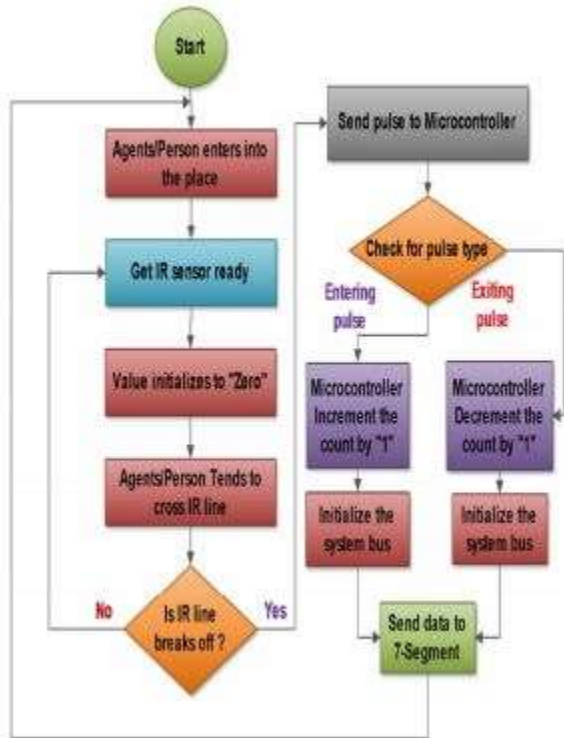 Start
Agents/Person enters into
the place
Get IR sensor ready
Value initializes to "Zero"
Agents/Person Tends to
cross IR line
Is IR line
breaks off ?
No
Yes
Send pulse to Microcontroller
Check for pulse type
Entering
pulse
Exiting
pulse
Microcontroller
Increment the
count by "1"
Microcontroller
Decrement the
count by "1"
Initialize the
system bus
Initialize the
system bus
Send data to
7-Segment